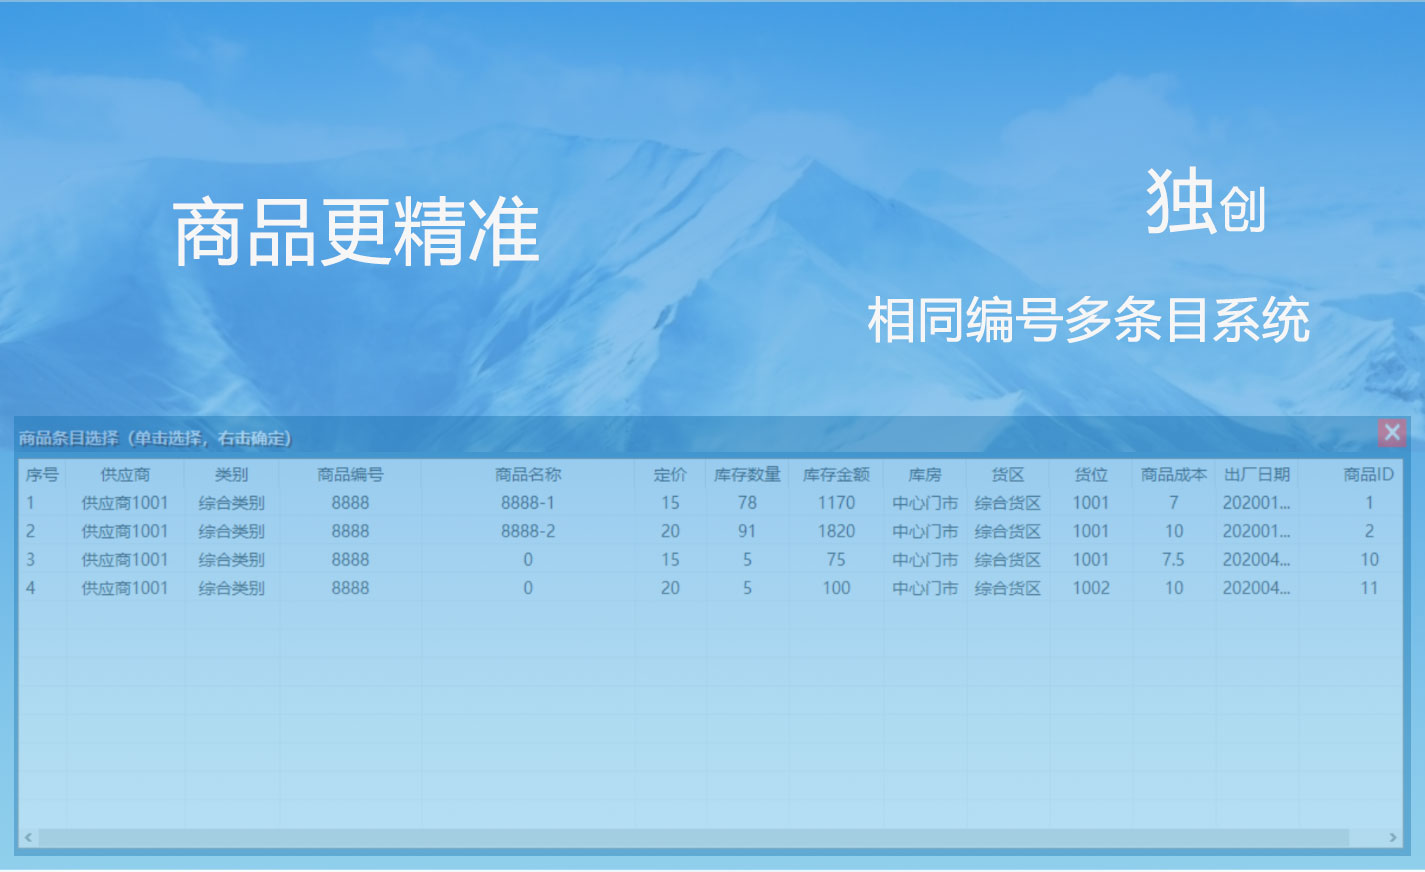 商品更精准
独创
相同编号多条目系统
商品条目选择（单击选择，右击确定）
序号 供应商 类别 商品编号 商品名称 定价 库存数量 库存金额 库房 货区 货位 商品成本 出厂日期 商品ID
1 供应商1001 综合类别 8888 8888-1 15 78 1170 中心门市 综合货区 1001 7 202001... 1
2 供应商1001 综合类别 8888 8888-2 20 91 1820 中心门市 综合货区 1001 10 202001... 2
3 供应商1001 综合类别 8888 0 15 5 75 中心门市 综合货区 1001 7.5 202004... 10
4 供应商1001 综合类别 8888 0 20 5 100 中心门市 综合货区 1002 10 202004... 11